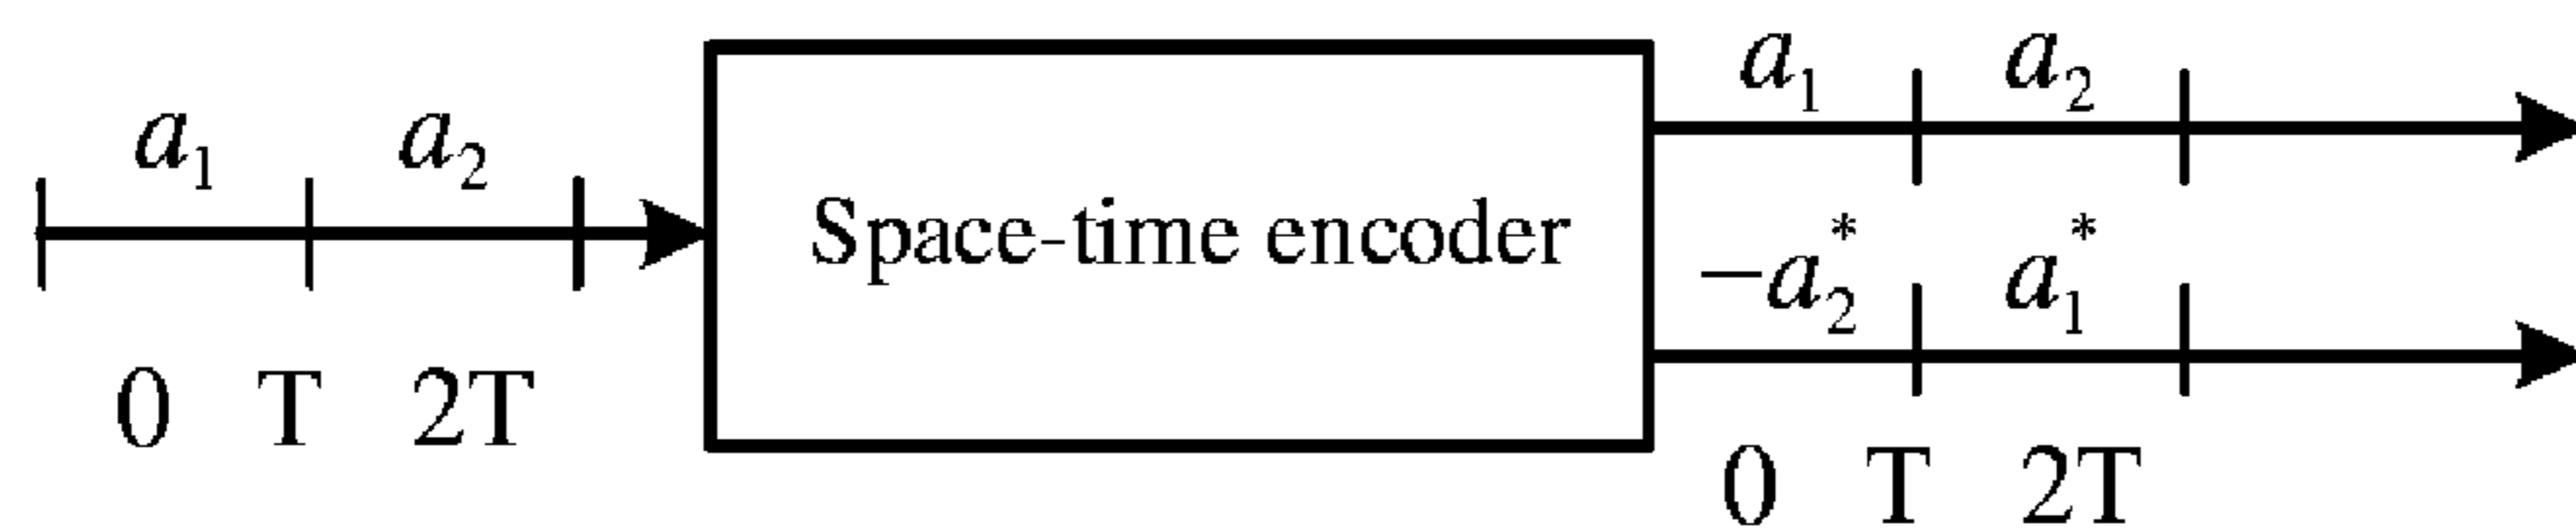 a₁ a₂
0 T 2T
Space-time encoder
a₁ a₂
−a₂* a₁*
0 T 2T